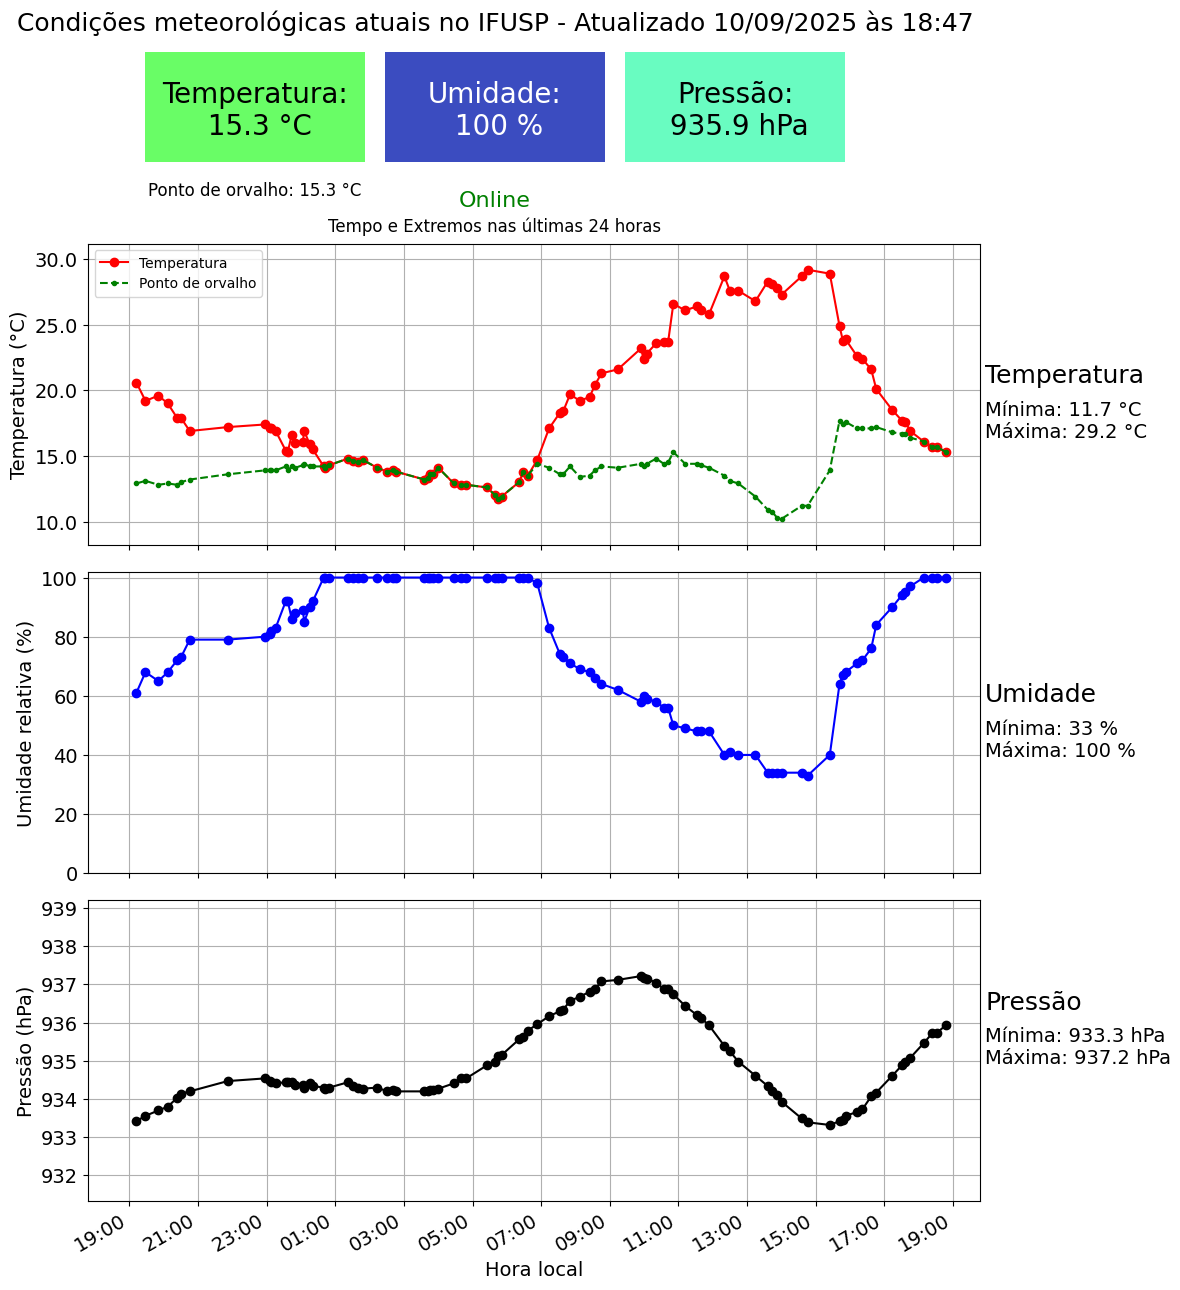 Condições meteorológicas atuais no IFUSP - Atualizado 10/09/2025 às 18:47
Temperatura:
15.3 °C
Umidade:
100 %
Pressão:
935.9 hPa
Ponto de orvalho: 15.3 °C
Online
Tempo e Extremos nas últimas 24 horas
Temperatura (°C)
30.0
25.0
20.0
15.0
10.0
Temperatura
Ponto de orvalho
Temperatura
Mínima: 11.7 °C
Máxima: 29.2 °C
Umidade relativa (%)
100
80
60
40
20
0
Umidade
Mínima: 33 %
Máxima: 100 %
Pressão (hPa)
939
938
937
936
935
934
933
932
Pressão
Mínima: 933.3 hPa
Máxima: 937.2 hPa
19:00
21:00
23:00
01:00
03:00
05:00
07:00
09:00
11:00
13:00
15:00
17:00
19:00
Hora local